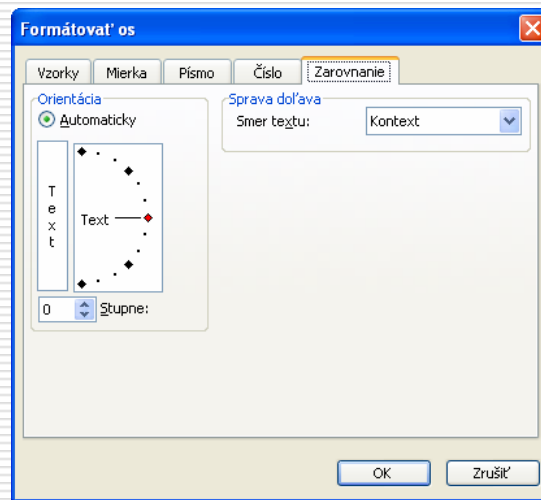 Formátovať os
Vzorky Mierka Písmo Číslo Zarovnanie
Orientácia
Automaticky
Text
Text
0 Stupne:
Sprava doľava
Smer textu: Kontext
OK Zrušiť